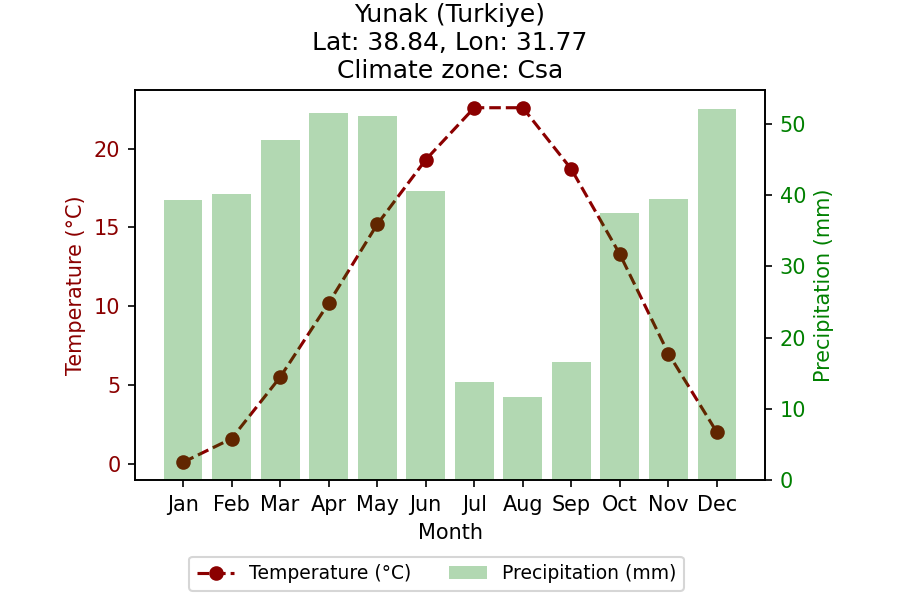 Yunak (Turkiye)
Lat: 38.84, Lon: 31.77
Climate zone: Csa
Temperature (°C)
20
15
10
5
0
Precipitation (mm)
50
40
30
20
10
0
Jan Feb Mar Apr May Jun Jul Aug Sep Oct Nov Dec
Month
Temperature (°C) Precipitation (mm)